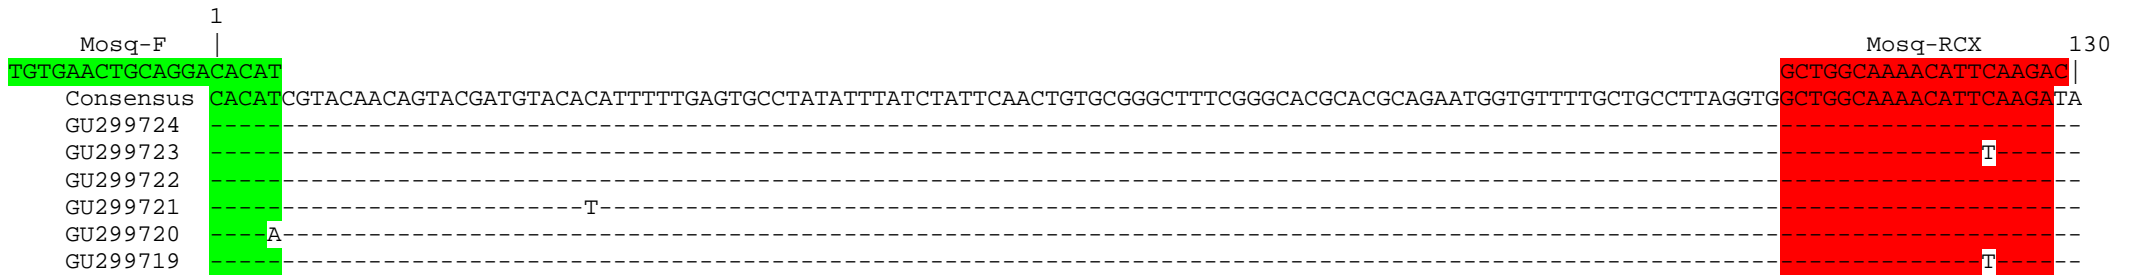 1
Mosq-F | Mosq-RCX 130
TGTGAACTGCAGGACACAT GCTGGCAAAACATTCAAGAC|
Consensus CACATCGTACAACAGTACGATGTACACATTTTTGAGTGCCTATATTTATCTATTCAACTGTGCGGGCTTTCGGGCACGCACGCAGAATGGTGTTTTGCTGCCTTAGGTGGCTGGCAAAACATTCAAGATA
GU299724 ----------------------------------------------------------------------------------------------------------------------------------
GU299723 ---------------------------------------------------------------------------------------------------------------------------T------
GU299722 ----------------------------------------------------------------------------------------------------------------------------------
GU299721 --------------------------T-------------------------------------------------------------------------------------------------------
GU299720 ----A-----------------------------------------------------------------------------------------------------------------------------
GU299719 ---------------------------------------------------------------------------------------------------------------------------T------